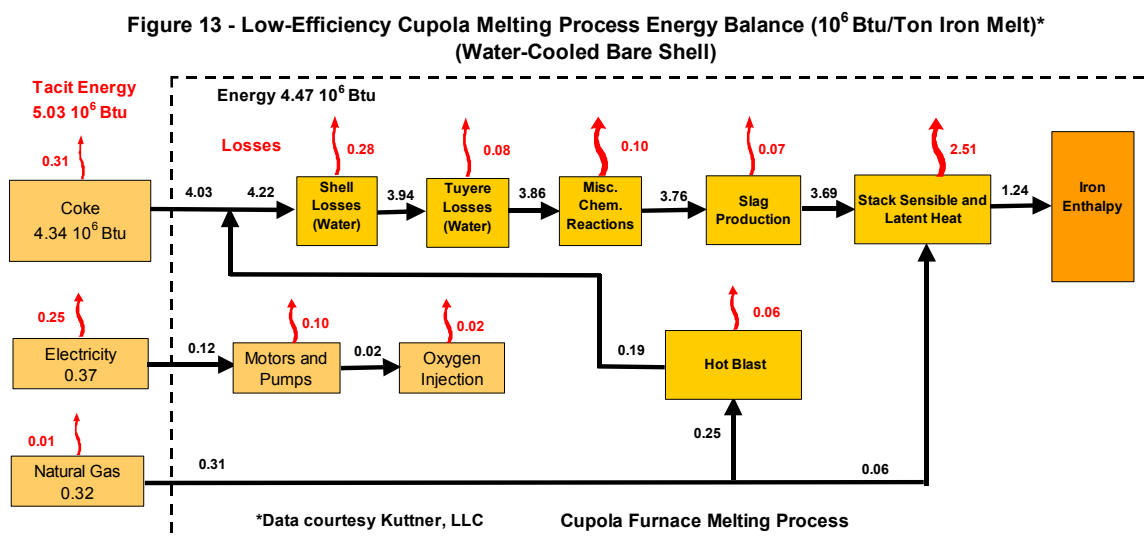 Figure 13 - Low-Efficiency Cupola Melting Process Energy Balance (10⁶ Btu/Ton Iron Melt)*
(Water-Cooled Bare Shell)
Tacit Energy
5.03 10⁶ Btu
Energy 4.47 10⁶ Btu
Losses
0.31
0.28
0.08
0.10
0.07
2.51
Coke
4.34 10⁶ Btu
4.03
4.22
Shell
Losses
(Water)
3.94
Tuyere
Losses
(Water)
3.86
Misc.
Chem.
Reactions
3.76
Slag
Production
3.69
Stack Sensible and
Latent Heat
1.24
Iron
Enthalpy
0.25
0.10
0.02
0.06
Electricity
0.37
0.12
Motors and
Pumps
0.02
Oxygen
Injection
0.19
Hot Blast
0.01
0.25
Natural Gas
0.32
0.31
0.06
*Data courtesy Kuttner, LLC
Cupola Furnace Melting Process